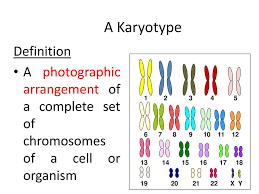 A Karyotype
Definition
• A photographic
arrangement of
a complete set
of
chromosomes
of a cell or
organism
1 2 3 4 5
6 7 8 9 10 11 12
13 14 15 16 17 18
19 20 21 22 X Y